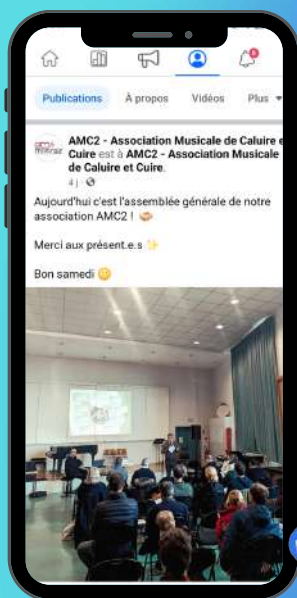 Publications À propos Vidéos Plus
AMC2 - Association Musicale de Caluire e
Cuire est à AMC2 - Association Musicale
de Caluire et Cuire.
4 j
Aujourd'hui c'est l'assemblée générale de notre
association AMC2 !
Merci aux présent.e.s
Bon samedi